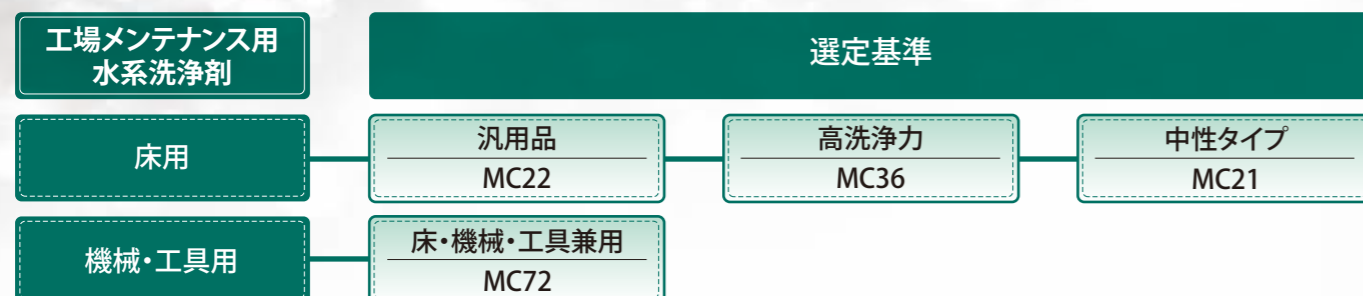 工場メンテナンス用
水系洗浄剤
選定基準
床用
汎用品
MC22
高洗浄力
MC36
中性タイプ
MC21
機械・工具用
床・機械・工具兼用
MC72